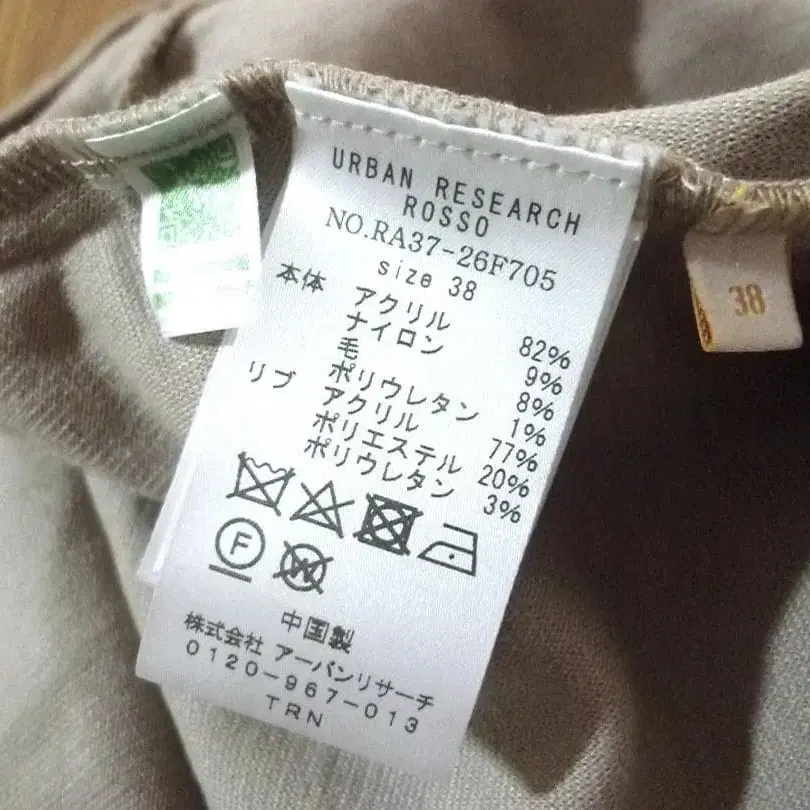 URBAN RESEARCH
ROSSO
NO.RA37-26F705
size 38
本体 アクリル 82%
ナイロン 9%
毛 8%
ポリウレタン 1%
リブ アクリル 77%
ポリエステル 20%
ポリウレタン 3%
F
W
中国製
株式会社 アーバンリサーチ
0120-967-013
TRN
38